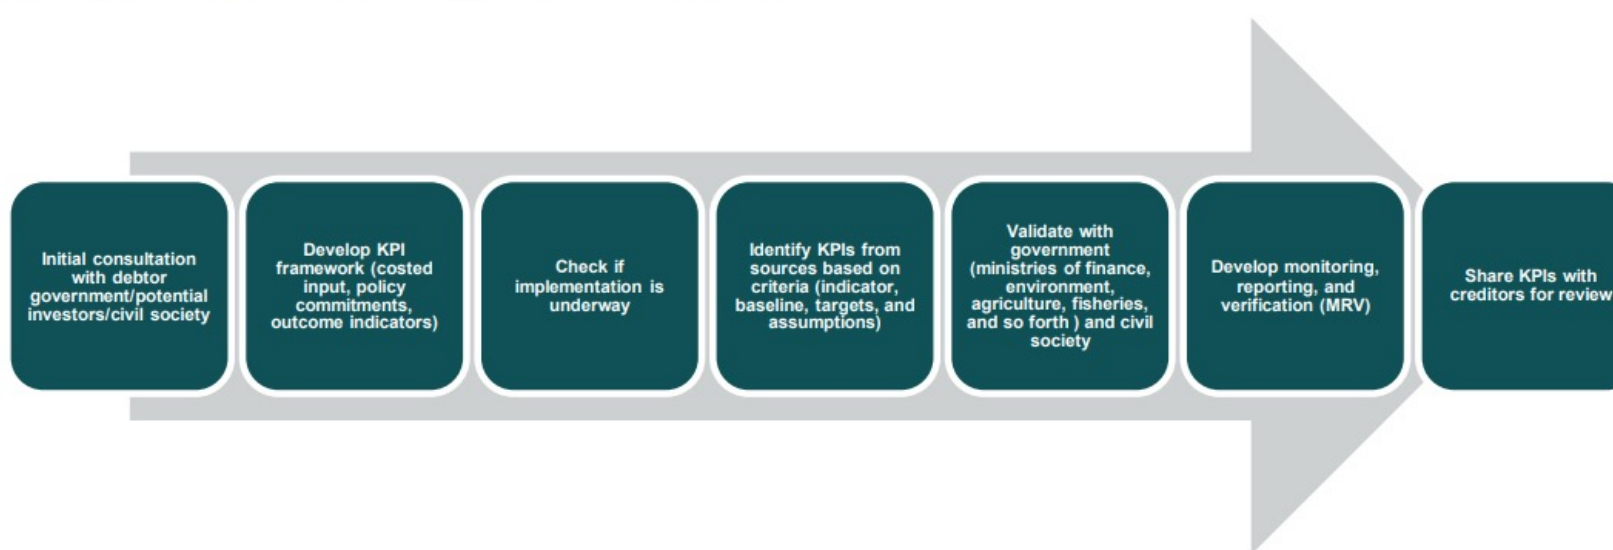 Initial consultation
with debtor
government/potential
investors/civil society
Develop KPI
framework (costed
input, policy
commitments,
outcome indicators)
Check if
implementation is
underway
Identify KPIs from
sources based on
criteria (indicator,
baseline, targets, and
assumptions)
Validate with
government
(ministries of finance,
environment,
agriculture, fisheries,
and so forth ) and civil
society
Develop monitoring,
reporting, and
verification (MRV)
Share KPIs with
creditors for review